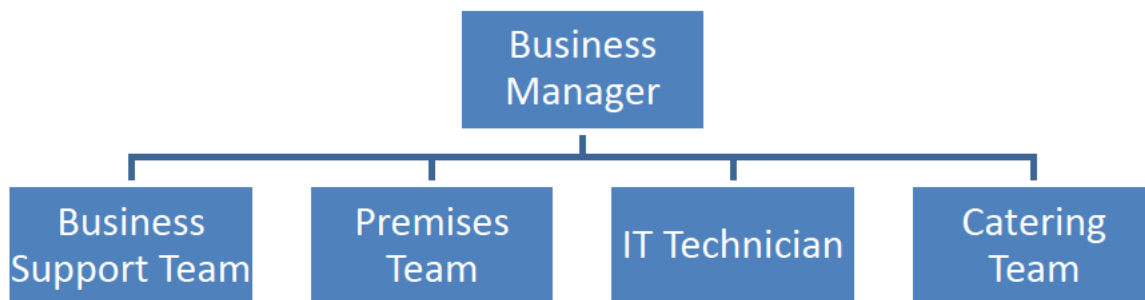 Business
Manager
Business
Support Team
Premises
Team
IT Technician
Catering
Team